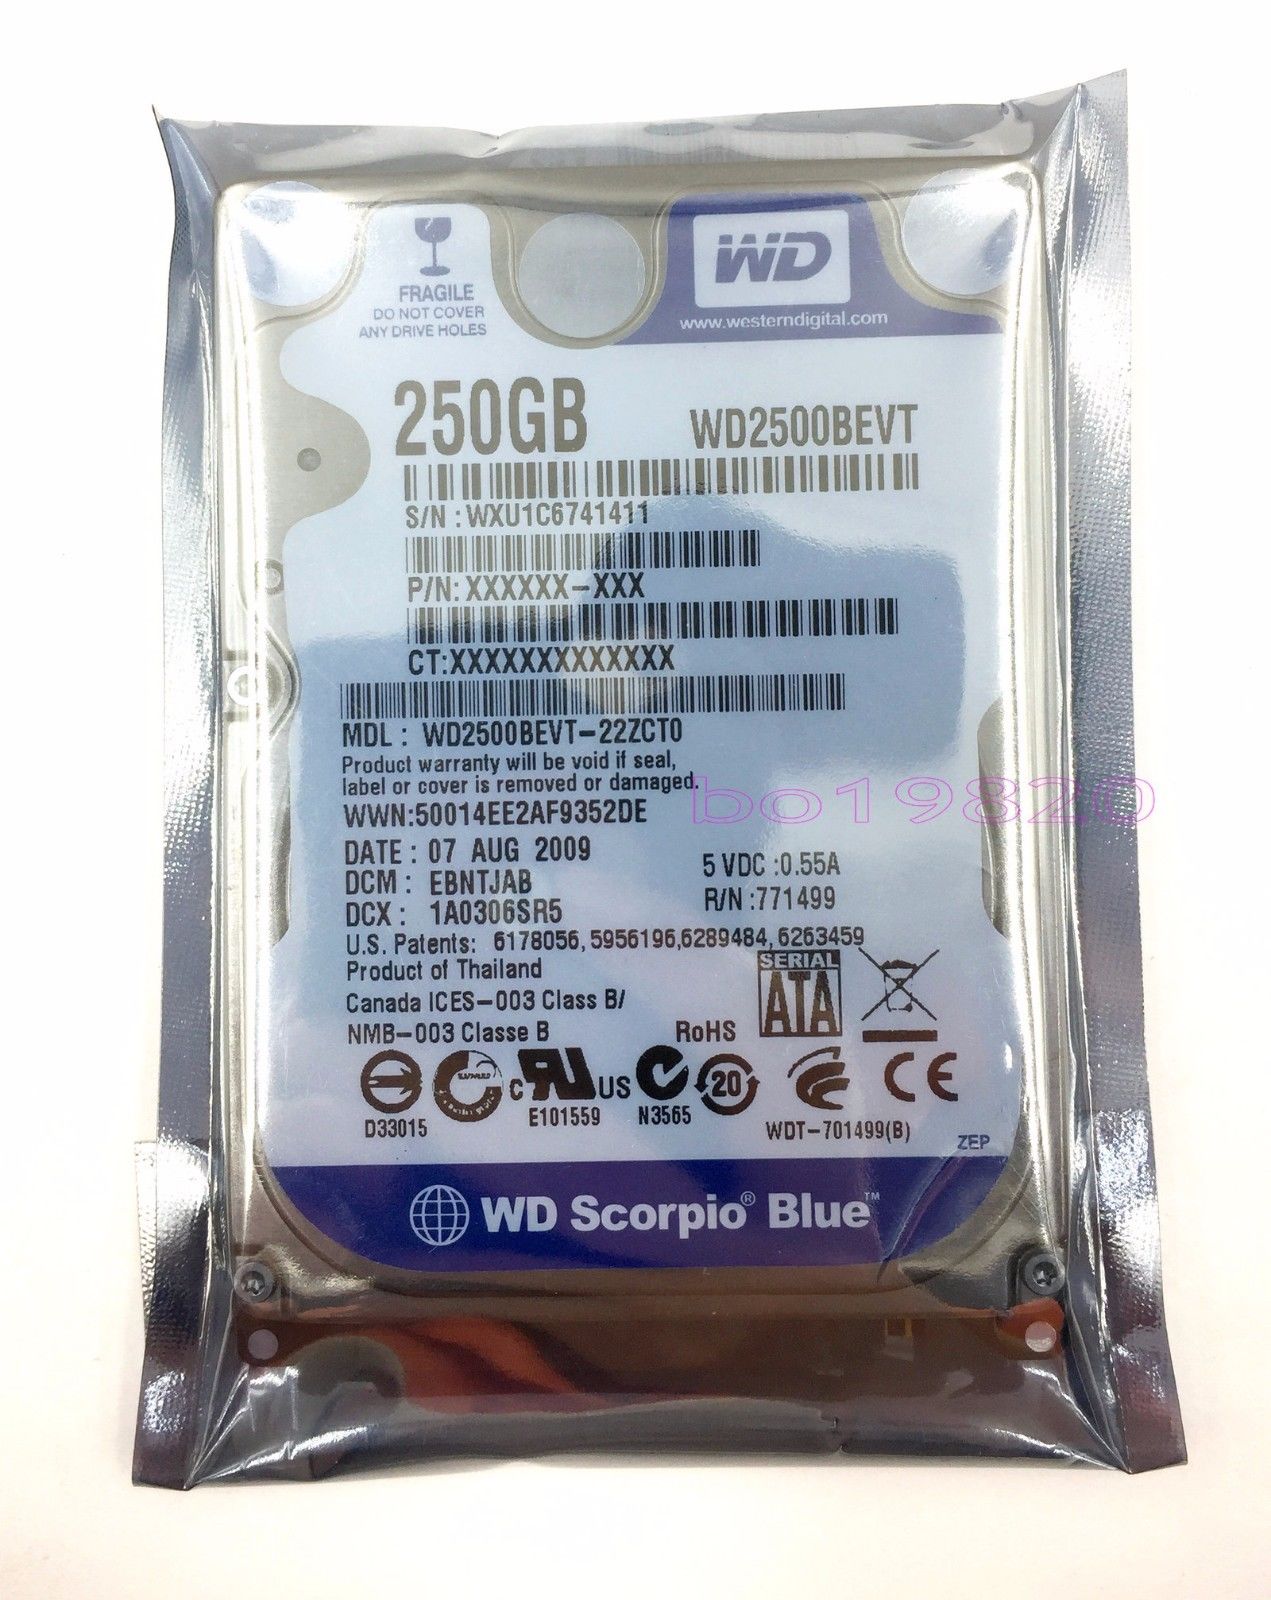 FRAGILE
DO NOT COVER
ANY DRIVE HOLES
WD
www.westerndigital.com
250GB
WD2500BEVT
S/N : WXU1C6741411
P/N: XXXXXX-XXX
CT:XXXXXXXXXXXXX
MDL : WD2500BEVT-22ZCT0
Product warranty will be void if seal,
label or cover is removed or damaged.
bo19820
WWN:50014EE2AF9352DE
DATE : 07 AUG 2009
5 VDC :0.55A
DCM : EBNTJAB
R/N :771499
DCX : 1A0306SR5
U.S. Patents: 6178056, 5956196,6289484, 6263459
Product of Thailand
SERIAL
ATA
Canada ICES-003 Class B/
NMB-003 Classe B
RoHS
C US
20
CE
D33015
E101559
N3565
WDT-701499(B)
ZEP
WD Scorpio® Blue™